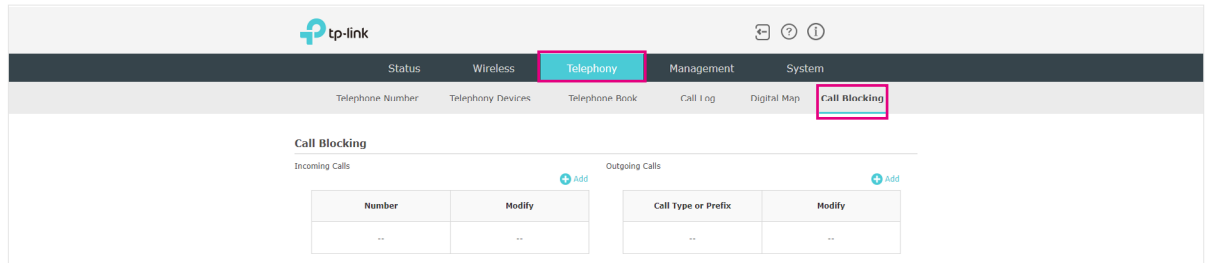 tp-link
Status Wireless Telephony Management System
Telephone Number Telephony Devices Telephone Book Call Log Digital Map Call Blocking
Call Blocking
Incoming Calls Outgoing Calls
Add Add
Number Modify Call Type or Prefix Modify
-- -- -- --